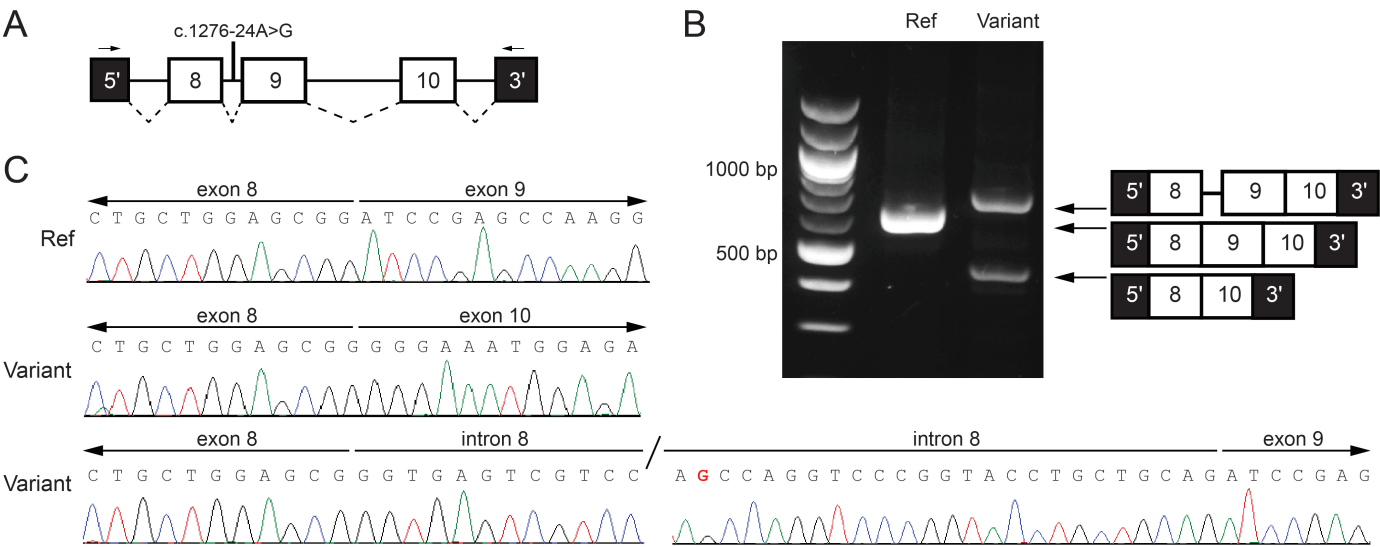 A
c.1276-24A>G
5' 8 9 10 3'
B
Ref Variant
1000 bp
500 bp
5' 8 9 10 3'
5' 8 9 10 3'
5' 8 10 3'
C
exon 8 exon 9
Ref
C T G C T G G A G C G G A T C C G A G C C A A G G
exon 8 exon 10
Variant
C T G C T G G A G C G G G G G A A A T G G A G A
exon 8 intron 8 / intron 8 exon 9
Variant
C T G C T G G A G C G G G T G A G T C G T C C A G C C A G G T C C C G G T A C C T G C T G C A G A T C C G A G